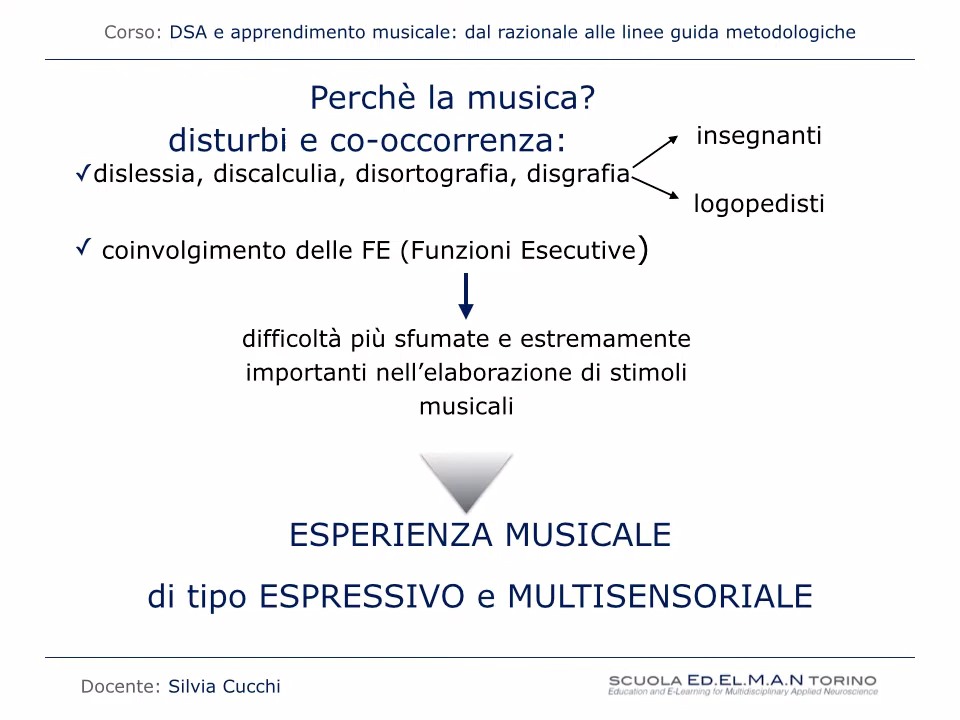 Corso: DSA e apprendimento musicale: dal razionale alle linee guida metodologiche
Perchè la musica?
disturbi e co-occorrenza:
insegnanti
✓dislessia, discalculia, disortografia, disgrafia
logopedisti
✓ coinvolgimento delle FE (Funzioni Esecutive)
difficoltà più sfumate e estremamente
importanti nell’elaborazione di stimoli
musicali
ESPERIENZA MUSICALE
di tipo ESPRESSIVO e MULTISENSORIALE
Docente: Silvia Cucchi
SCUOLA ED.EL.M.A.N TORINO
Education and E-Learning for Multidisciplinary Applied Neuroscience